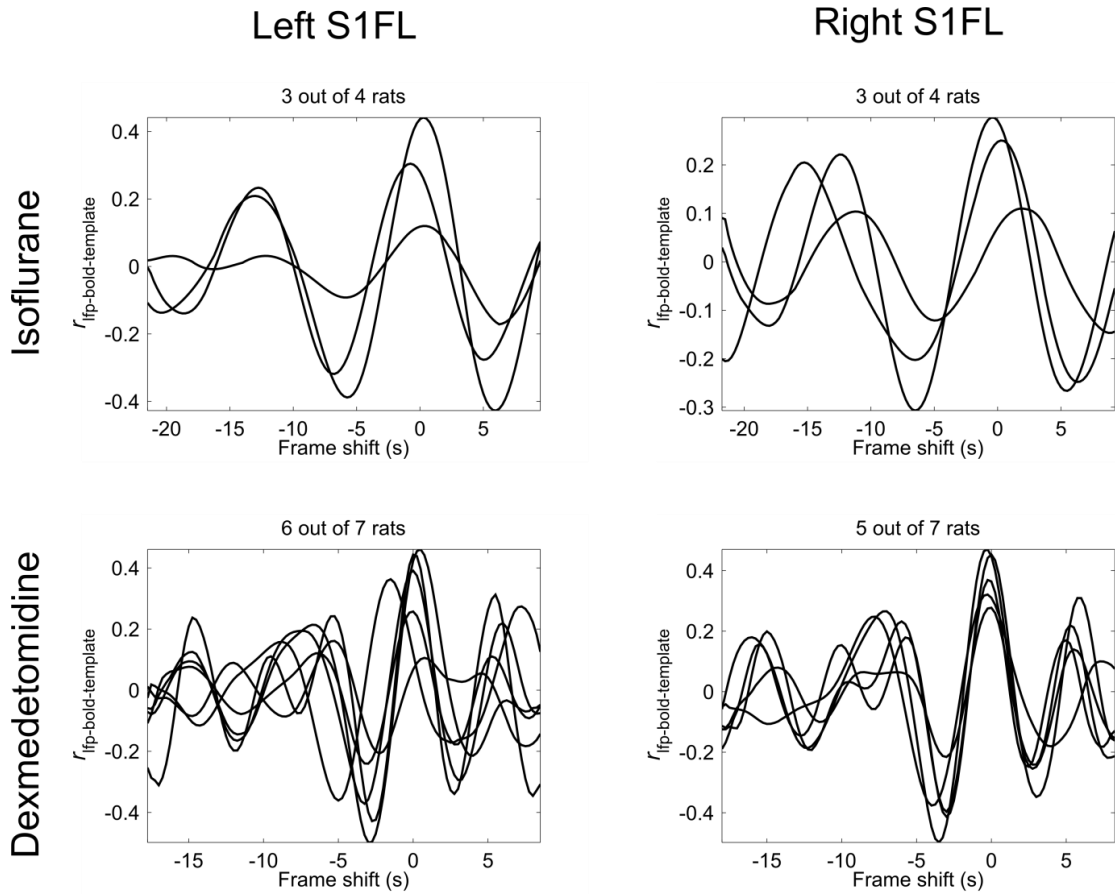 Left S1FL
Right S1FL
Isoflurane
3 out of 4 rats
r lfp-bold-template
0.4
0.2
0
-0.2
-0.4
-20 -15 -10 -5 0 5
Frame shift (s)
3 out of 4 rats
r lfp-bold-template
0.2
0.1
0
-0.1
-0.2
-0.3
-20 -15 -10 -5 0 5
Frame shift (s)
Dexmedetomidine
6 out of 7 rats
r lfp-bold-template
0.4
0.2
0
-0.2
-0.4
-15 -10 -5 0 5
Frame shift (s)
5 out of 7 rats
r lfp-bold-template
0.4
0.2
0
-0.2
-0.4
-15 -10 -5 0 5
Frame shift (s)